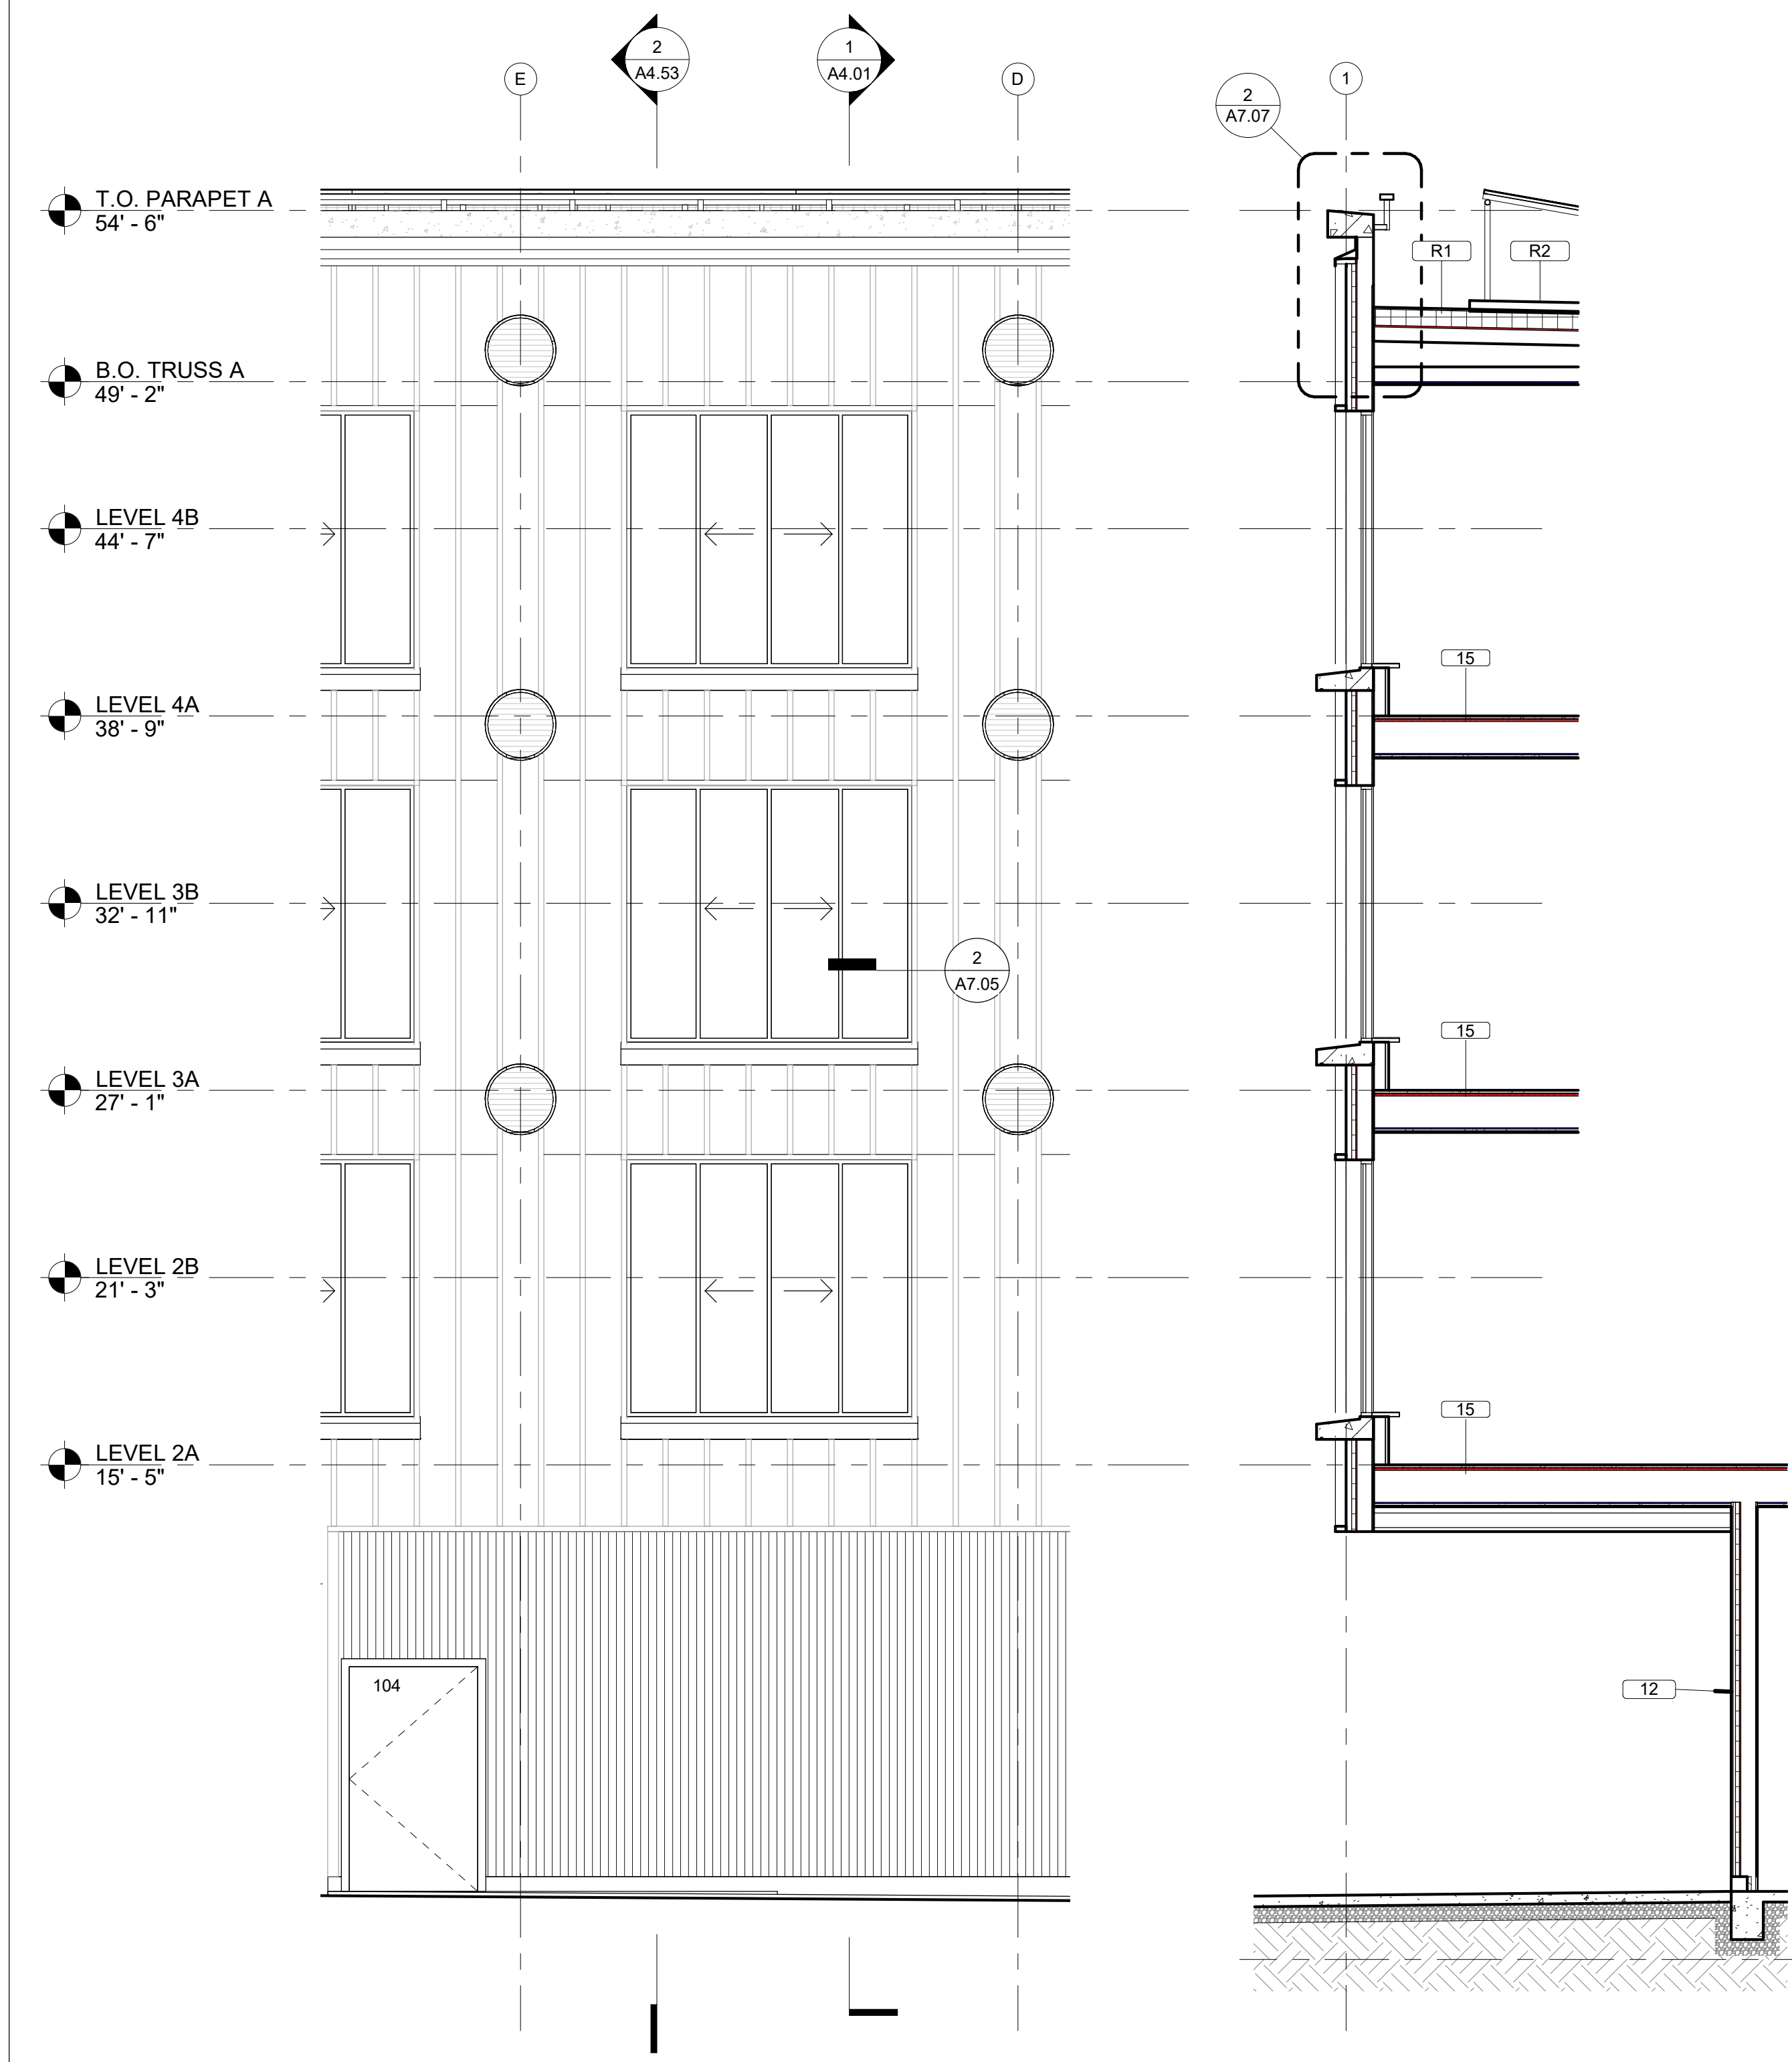 2
A4.53
1
A4.01
E
D
1
2
A7.07
T.O. PARAPET A
54' - 6"
R1
R2
B.O. TRUSS A
49' - 2"
LEVEL 4B
44' - 7"
15
LEVEL 4A
38' - 9"
LEVEL 3B
32' - 11"
2
A7.05
15
LEVEL 3A
27' - 1"
LEVEL 2B
21' - 3"
15
LEVEL 2A
15' - 5"
104
12